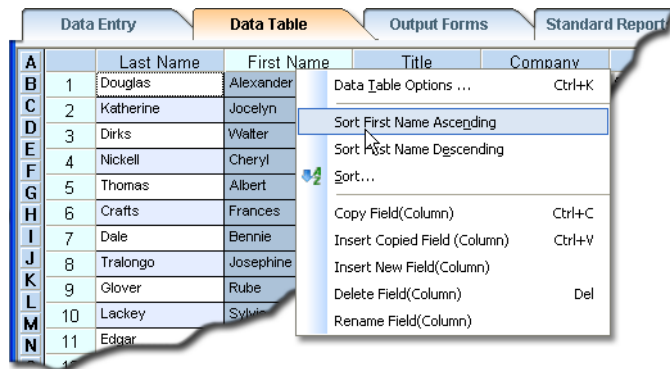 Data Entry Data Table Output Forms Standard Report
Last Name First Name Title Company
A
B
C
D
E
F
G
H
I
J
K
L
M
N
1 Douglas Alexander
2 Katherine Jocelyn
3 Dirks Walter
4 Nickell Cheryl
5 Thomas Albert
6 Crafts Frances
7 Dale Bennie
8 Tralongo Josephine
9 Glover Rube
10 Lackey Sylvia
11 Edgar
Data Table Options ... Ctrl+K
Sort First Name Ascending
Sort First Name Descending
Sort...
Copy Field(Column) Ctrl+C
Insert Copied Field (Column) Ctrl+V
Insert New Field(Column)
Delete Field(Column) Del
Rename Field(Column)